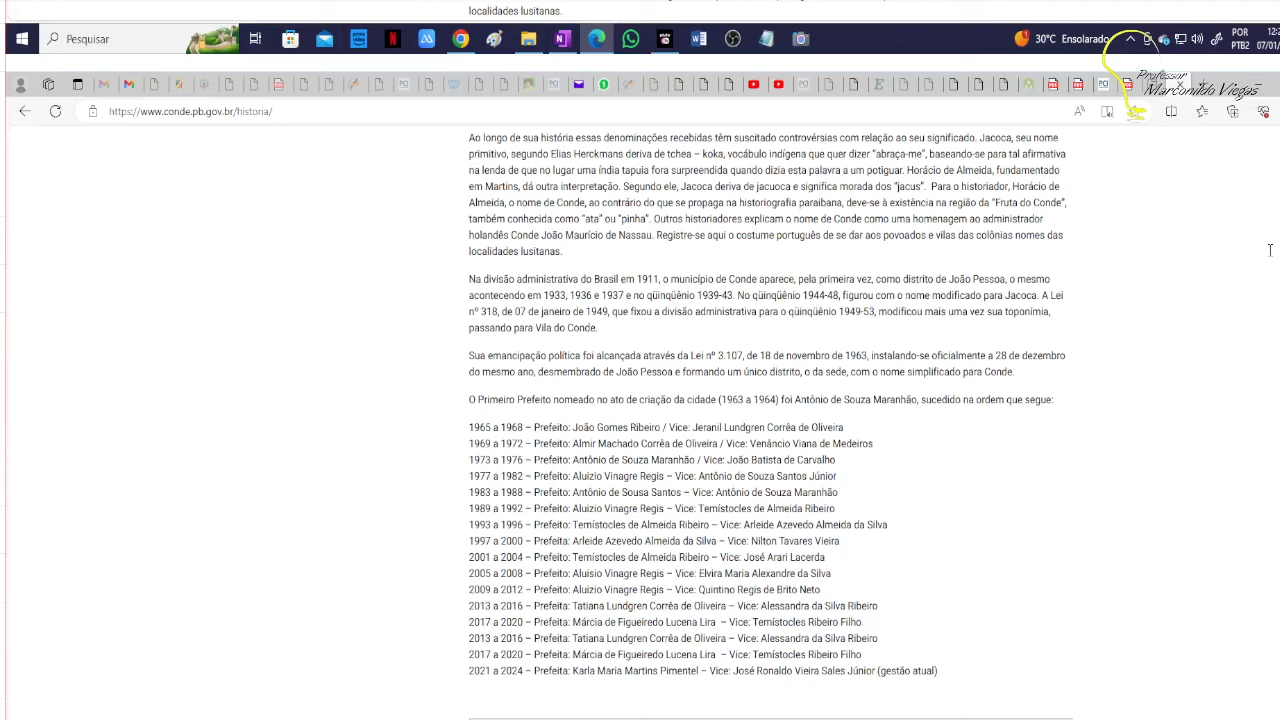 localidades lusitanas.
Pesquisar
30°C Ensolarado
POR
PTB2
12:2
07/01/
Professor
Marconildo Viegas
https://www.conde.pb.gov.br/historia/
Ao longo de sua história essas denominações recebidas têm suscitado controvérsias com relação ao seu significado. Jacoca, seu nome
primitivo, segundo Elias Herckmans deriva de tchea – koka, vocábulo indígena que quer dizer “abraça-me”, baseando-se para tal afirmativa
na lenda de que no lugar uma índia tapuia fora surpreendida quando dizia esta palavra a um potiguar. Horácio de Almeida, fundamentado
em Martins, dá outra interpretação. Segundo ele, Jacoca deriva de jacuoca e significa morada dos “jacus”.  Para o historiador, Horácio de
Almeida, o nome de Conde, ao contrário do que se propaga na historiografia paraibana, deve-se à existência na região da “Fruta do Conde”,
também conhecida como “ata” ou “pinha”. Outros historiadores explicam o nome de Conde como uma homenagem ao administrador
holandês Conde João Maurício de Nassau. Registre-se aqui o costume português de se dar aos povoados e vilas das colônias nomes das
localidades lusitanas.
Na divisão administrativa do Brasil em 1911, o município de Conde aparece, pela primeira vez, como distrito de João Pessoa, o mesmo
acontecendo em 1933, 1936 e 1937 e no qüinqüênio 1939-43. No qüinqüênio 1944-48, figurou com o nome modificado para Jacoca. A Lei
nº 318, de 07 de janeiro de 1949, que fixou a divisão administrativa para o qüinqüênio 1949-53, modificou mais uma vez sua toponímia,
passando para Vila do Conde.
Sua emancipação política foi alcançada através da Lei nº 3.107, de 18 de novembro de 1963, instalando-se oficialmente a 28 de dezembro
do mesmo ano, desmembrado de João Pessoa e formando um único distrito, o da sede, com o nome simplificado para Conde.
O Primeiro Prefeito nomeado no ato de criação da cidade (1963 a 1964) foi Antônio de Souza Maranhão, sucedido na ordem que segue:
1965 a 1968 – Prefeito: João Gomes Ribeiro / Vice: Jeranil Lundgren Corrêa de Oliveira
1969 a 1972 – Prefeito: Almir Machado Corrêa de Oliveira / Vice: Venâncio Viana de Medeiros
1973 a 1976 – Prefeito: Antônio de Souza Maranhão / Vice: João Batista de Carvalho
1977 a 1982 – Prefeito: Aluizio Vinagre Regis – Vice: Antônio de Souza Santos Júnior
1983 a 1988 – Prefeito: Antônio de Sousa Santos – Vice: Antônio de Souza Maranhão
1989 a 1992 – Prefeito: Aluízio Vinagre Regis – Vice: Temístocles de Almeida Ribeiro
1993 a 1996 – Prefeito: Temístocles de Almeida Ribeiro – Vice: Arleide Azevedo Almeida da Silva
1997 a 2000 – Prefeita: Arleide Azevedo Almeida da Silva – Vice: Nilton Tavares Vieira
2001 a 2004 – Prefeito: Temístocles de Almeida Ribeiro – Vice: José Arari Lacerda
2005 a 2008 – Prefeito: Aluisio Vinagre Regis – Vice: Elvira Maria Alexandre da Silva
2009 a 2012 – Prefeito: Aluizio Vinagre Regis – Vice: Quintino Regis de Brito Neto
2013 a 2016 – Prefeita: Tatiana Lundgren Corrêa de Oliveira – Vice: Alessandra da Silva Ribeiro
2017 a 2020 – Prefeita: Márcia de Figueiredo Lucena Lira  – Vice: Temístocles Ribeiro Filho
2013 a 2016 – Prefeita: Tatiana Lundgren Corrêa de Oliveira – Vice: Alessandra da Silva Ribeiro
2017 a 2020 – Prefeita: Márcia de Figueiredo Lucena Lira  – Vice: Temístocles Ribeiro Filho
2021 a 2024 – Prefeita: Karla Maria Martins Pimentel – Vice: José Ronaldo Vieira Sales Júnior (gestão atual)